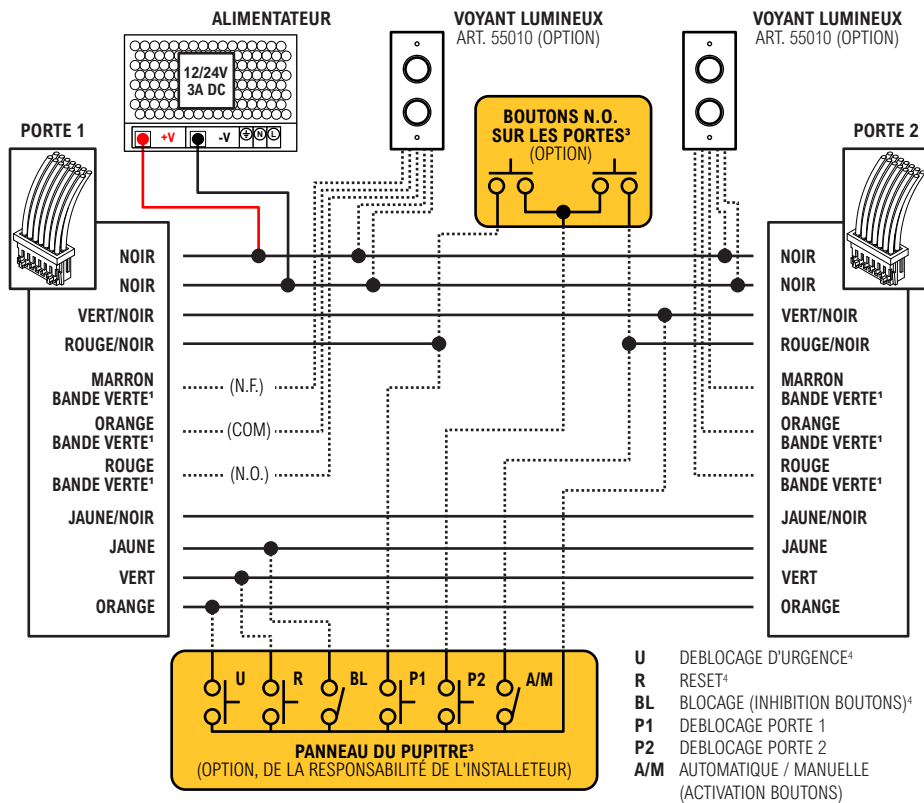 ALIMENTATEUR
12/24V
3A DC
+V
-V
N
L
VOYANT LUMINEUX
ART. 55010 (OPTION)
VOYANT LUMINEUX
ART. 55010 (OPTION)
BOUTONS N.O.
SUR LES PORTES³
(OPTION)
PORTE 1
PORTE 2
NOIR
NOIR
VERT/NOIR
ROUGE/NOIR
MARRON
BANDE VERTE¹
ORANGE
BANDE VERTE¹
ROUGE
BANDE VERTE¹
JAUNE/NOIR
JAUNE
VERT
ORANGE
(N.F.)
(COM)
(N.O.)
NOIR
NOIR
VERT/NOIR
ROUGE/NOIR
MARRON
BANDE VERTE¹
ORANGE
BANDE VERTE¹
ROUGE
BANDE VERTE¹
JAUNE/NOIR
JAUNE
VERT
ORANGE
U
R
BL
P1
P2
A/M
PANNEAU DU PUPITRE³
(OPTION, DE LA RESPONSABILITÉ DE L'INSTALLETEUR)
U DEBLOCAGE D'URGENCE⁴
R RESET⁴
BL BLOCAGE (INHIBITION BOUTONS)⁴
P1 DEBLOCAGE PORTE 1
P2 DEBLOCAGE PORTE 2
A/M AUTOMATIQUE / MANUELLE
(ACTIVATION BOUTONS)